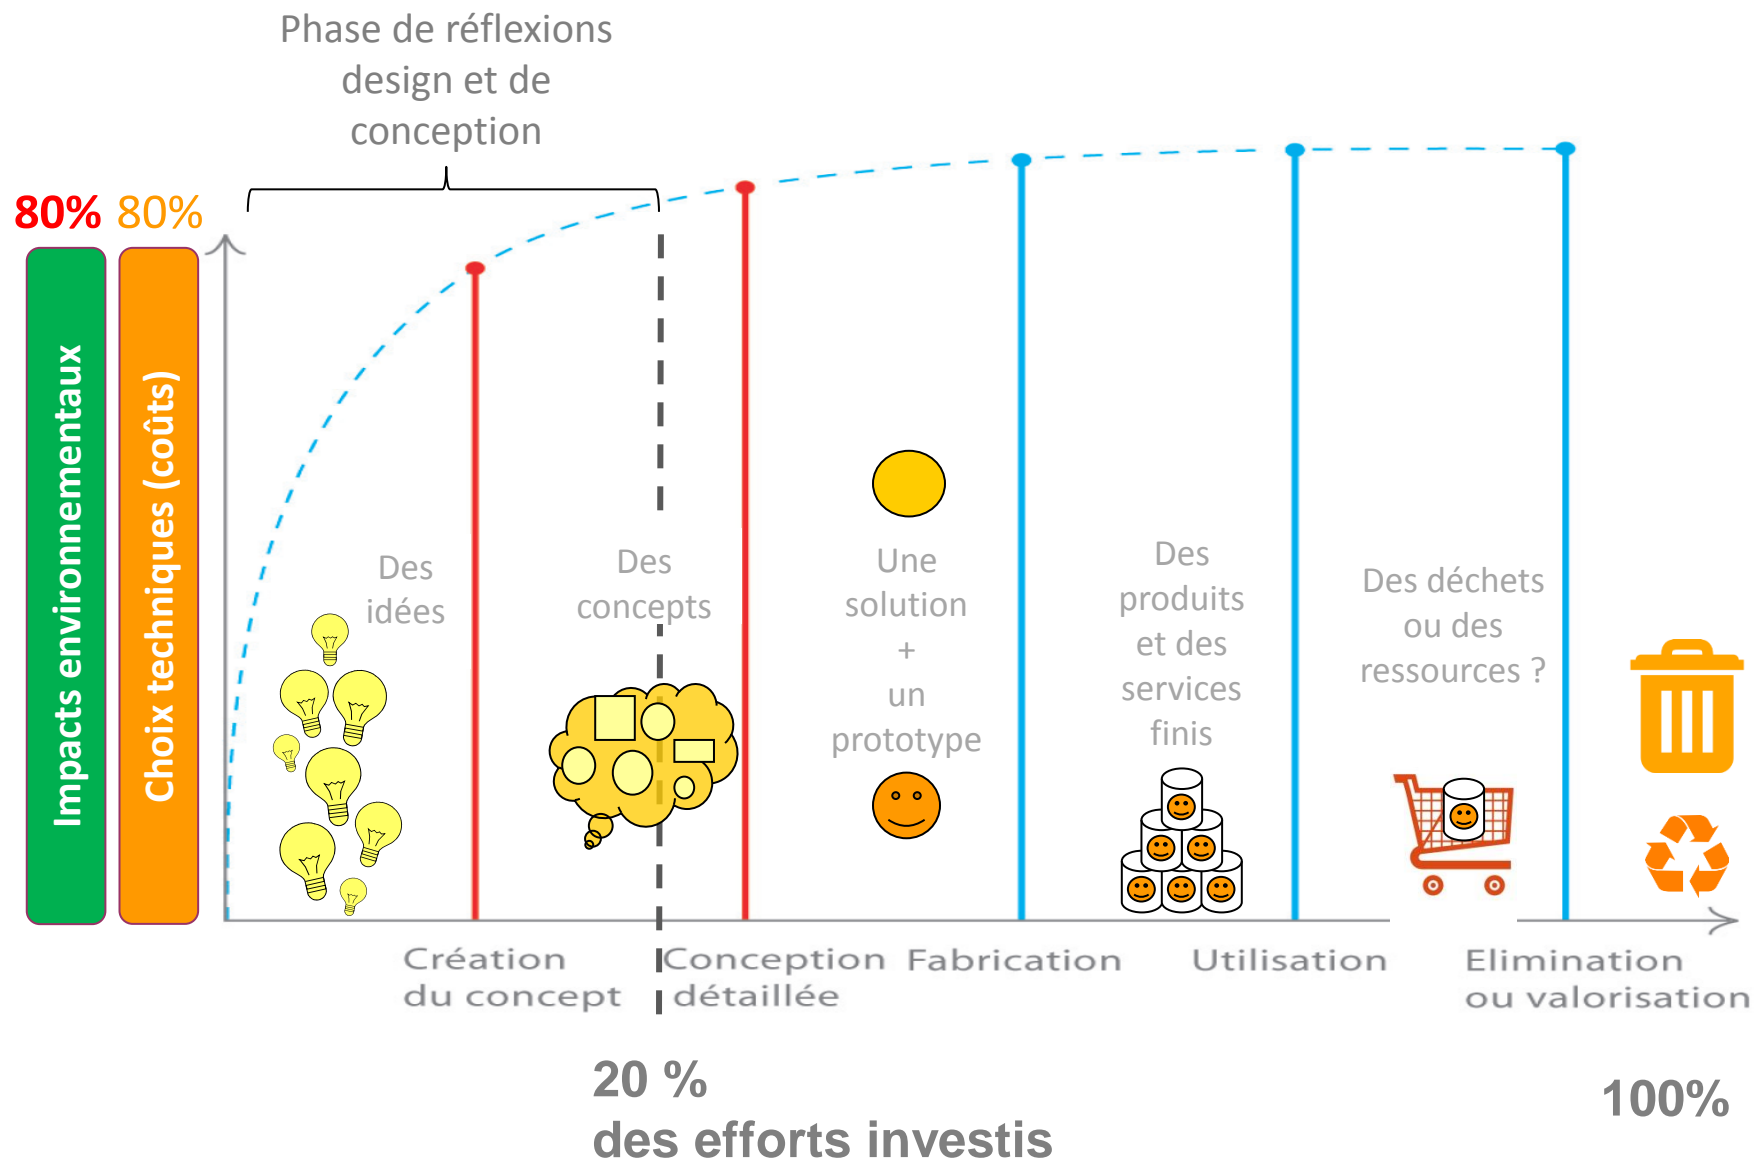 Phase de réflexions
design et de
conception
80% 80%
Impacts environnementaux
Choix techniques (coûts)
Des
idées
Des
concepts
Une
solution
+
un
prototype
Des
produits
et des
services
finis
Des déchets
ou des
ressources ?
Création
du concept
Conception
détaillée
Fabrication
Utilisation
Elimination
ou valorisation
20 %
des efforts investis
100%